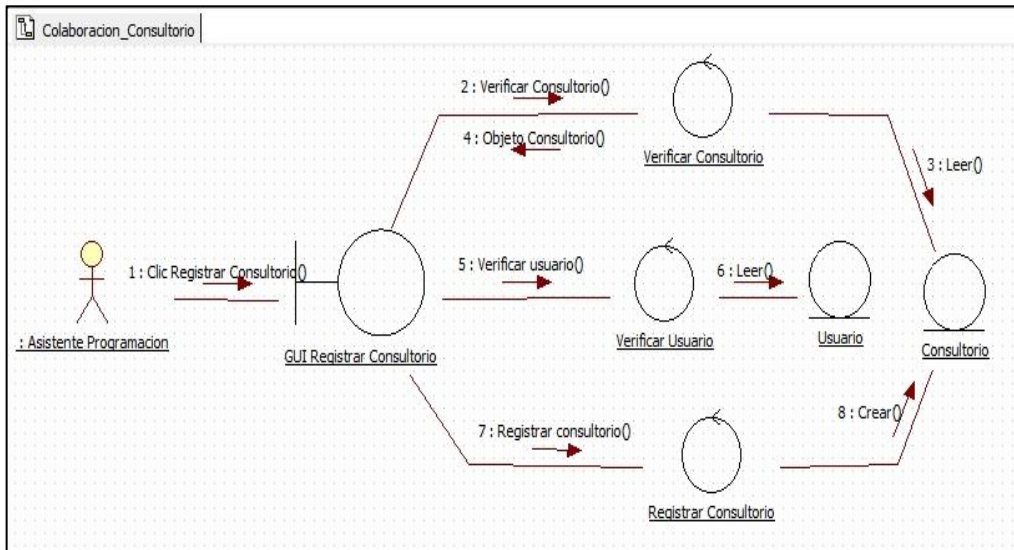 Colaboracion_Consultorio
2 : Verificar Consultorio()
4 : Objeto Consultorio()
Verificar Consultorio
3 : Leer()
1 : Clic Registrar Consultorio()
5 : Verificar usuario()
6 : Leer()
: Asistente Programacion
GUI Registrar Consultorio
Verificar Usuario
Usuario
Consultorio
8 : Crear()
7 : Registrar consultorio()
Registrar Consultorio